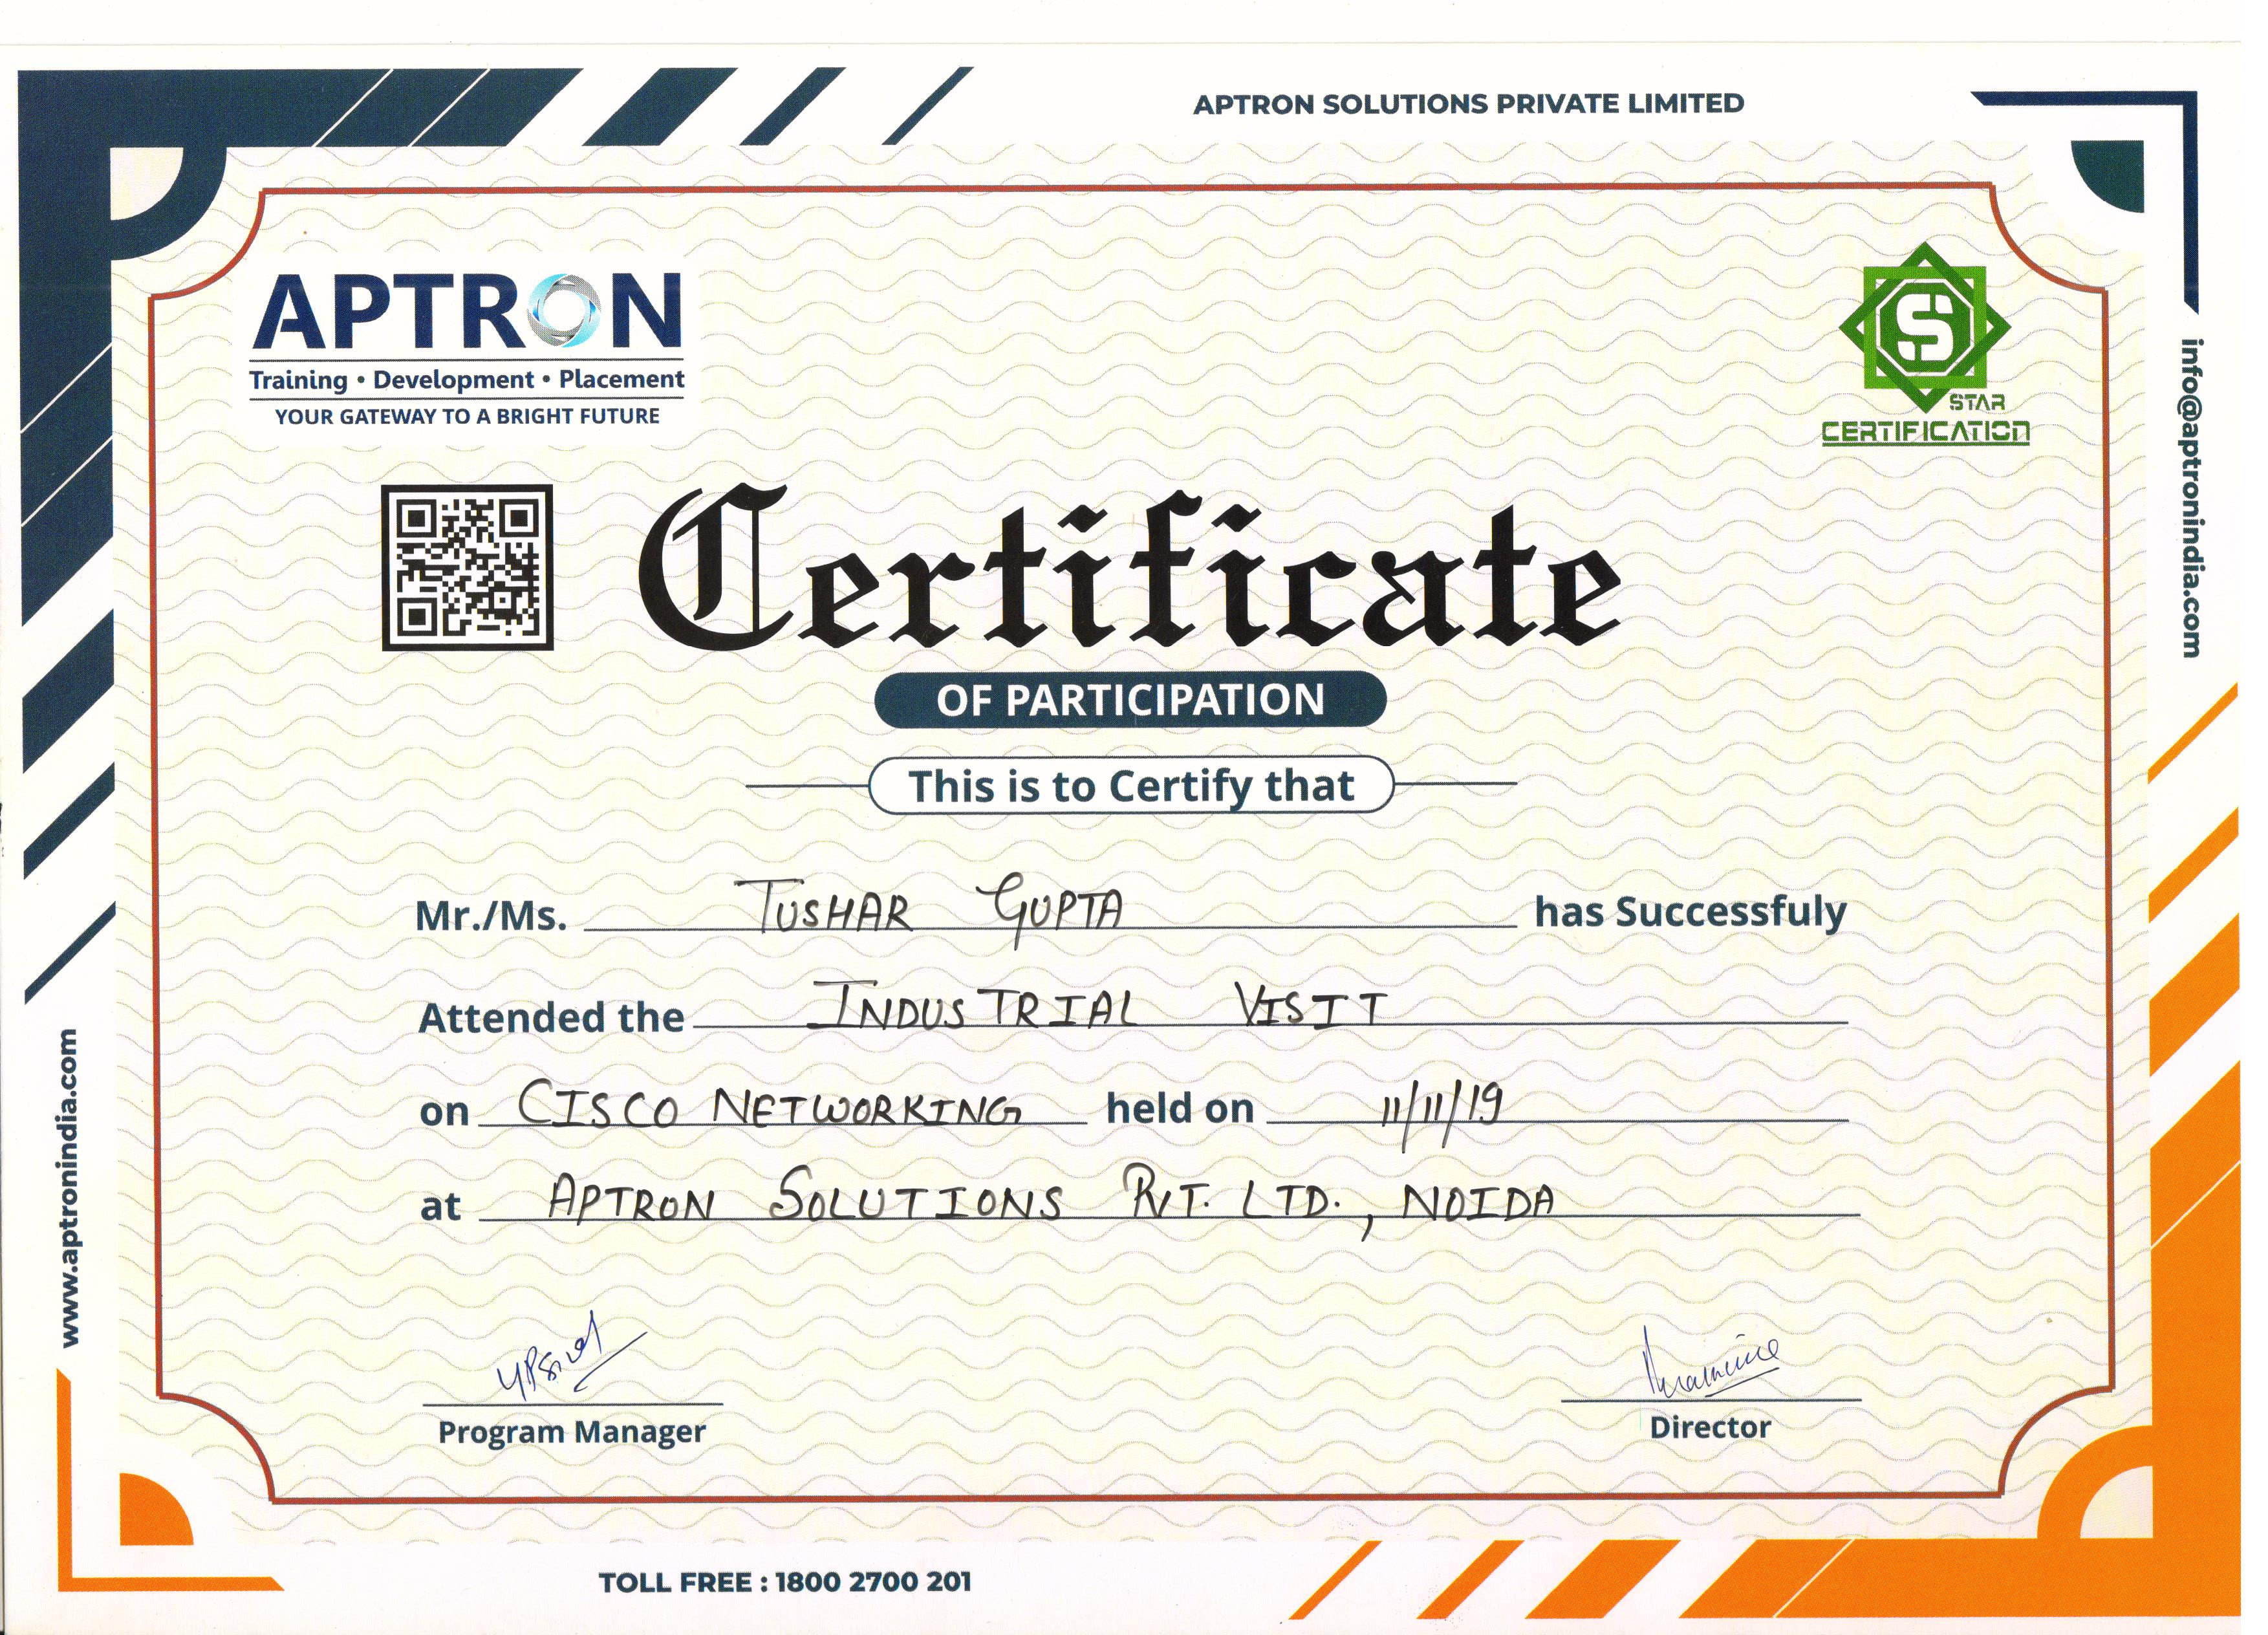 APTRON SOLUTIONS PRIVATE LIMITED
APTRON
Training • Development • Placement
YOUR GATEWAY TO A BRIGHT FUTURE
S
STAR
CERTIFICATION
info@aptronindia.com
Certificate
OF PARTICIPATION
This is to Certify that
Mr./Ms. TUSHAR GUPTA has Successfuly
Attended the INDUSTRIAL VISIT
on CISCO NETWORKING held on 11/11/19
at APTRON SOLUTIONS PVT. LTD., NOIDA
www.aptronindia.com
Program Manager
Director
TOLL FREE : 1800 2700 201